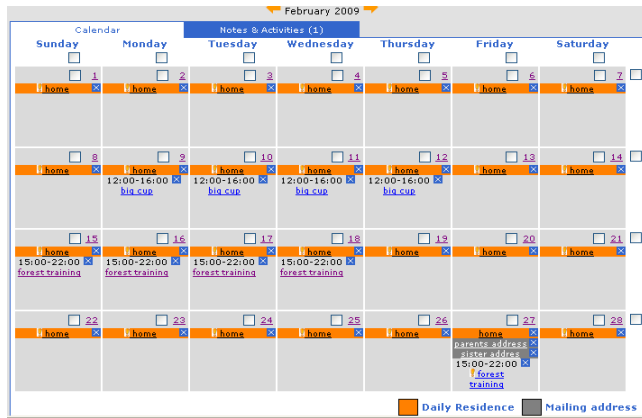 February 2009
Calendar Notes & Activities (1)
Sunday Monday Tuesday Wednesday Thursday Friday Saturday
1 2 3 4 5 6 7
home home home home home home home
8 9 10 11 12 13 14
home home home home home home home
12:00-16:00 12:00-16:00 12:00-16:00 12:00-16:00
big cup big cup big cup big cup
15 16 17 18 19 20 21
home home home home home home home
15:00-22:00 15:00-22:00 15:00-22:00 15:00-22:00
forest training forest training forest training forest training
22 23 24 25 26 27 28
home home home home home home home
parents address
sister addres
15:00-22:00
forest
training
Daily Residence Mailing address